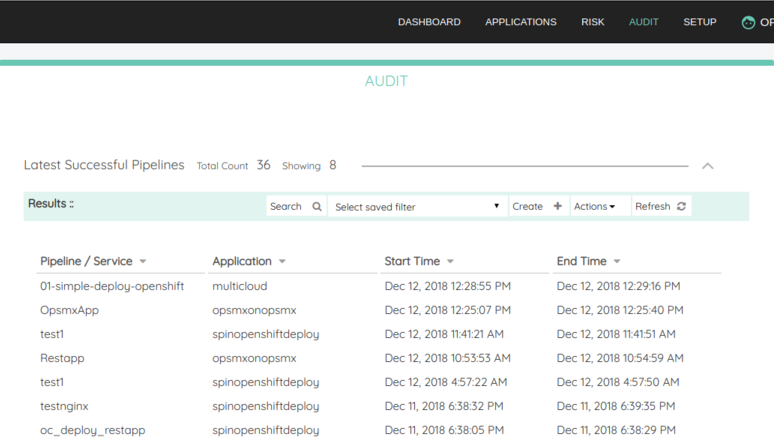 DASHBOARD APPLICATIONS RISK AUDIT SETUP OP
AUDIT
Latest Successful Pipelines Total Count 36 Showing 8
Results :: Search Select saved filter Create Actions Refresh
Pipeline / Service Application Start Time End Time
01-simple-deploy-openshift multicloud Dec 12, 2018 12:28:55 PM Dec 12, 2018 12:29:16 PM
OpsmxApp opsmxonopsmx Dec 12, 2018 12:25:07 PM Dec 12, 2018 12:25:40 PM
test1 spinopenshiftdeploy Dec 12, 2018 11:41:21 AM Dec 12, 2018 11:41:51 AM
Restapp opsmxonopsmx Dec 12, 2018 10:53:53 AM Dec 12, 2018 10:54:59 AM
test1 spinopenshiftdeploy Dec 12, 2018 4:57:22 AM Dec 12, 2018 4:57:50 AM
testnginx spinopenshiftdeploy Dec 11, 2018 6:38:32 PM Dec 11, 2018 6:39:35 PM
oc_deploy_restapp spinopenshiftdeploy Dec 11, 2018 6:38:05 PM Dec 11, 2018 6:38:29 PM